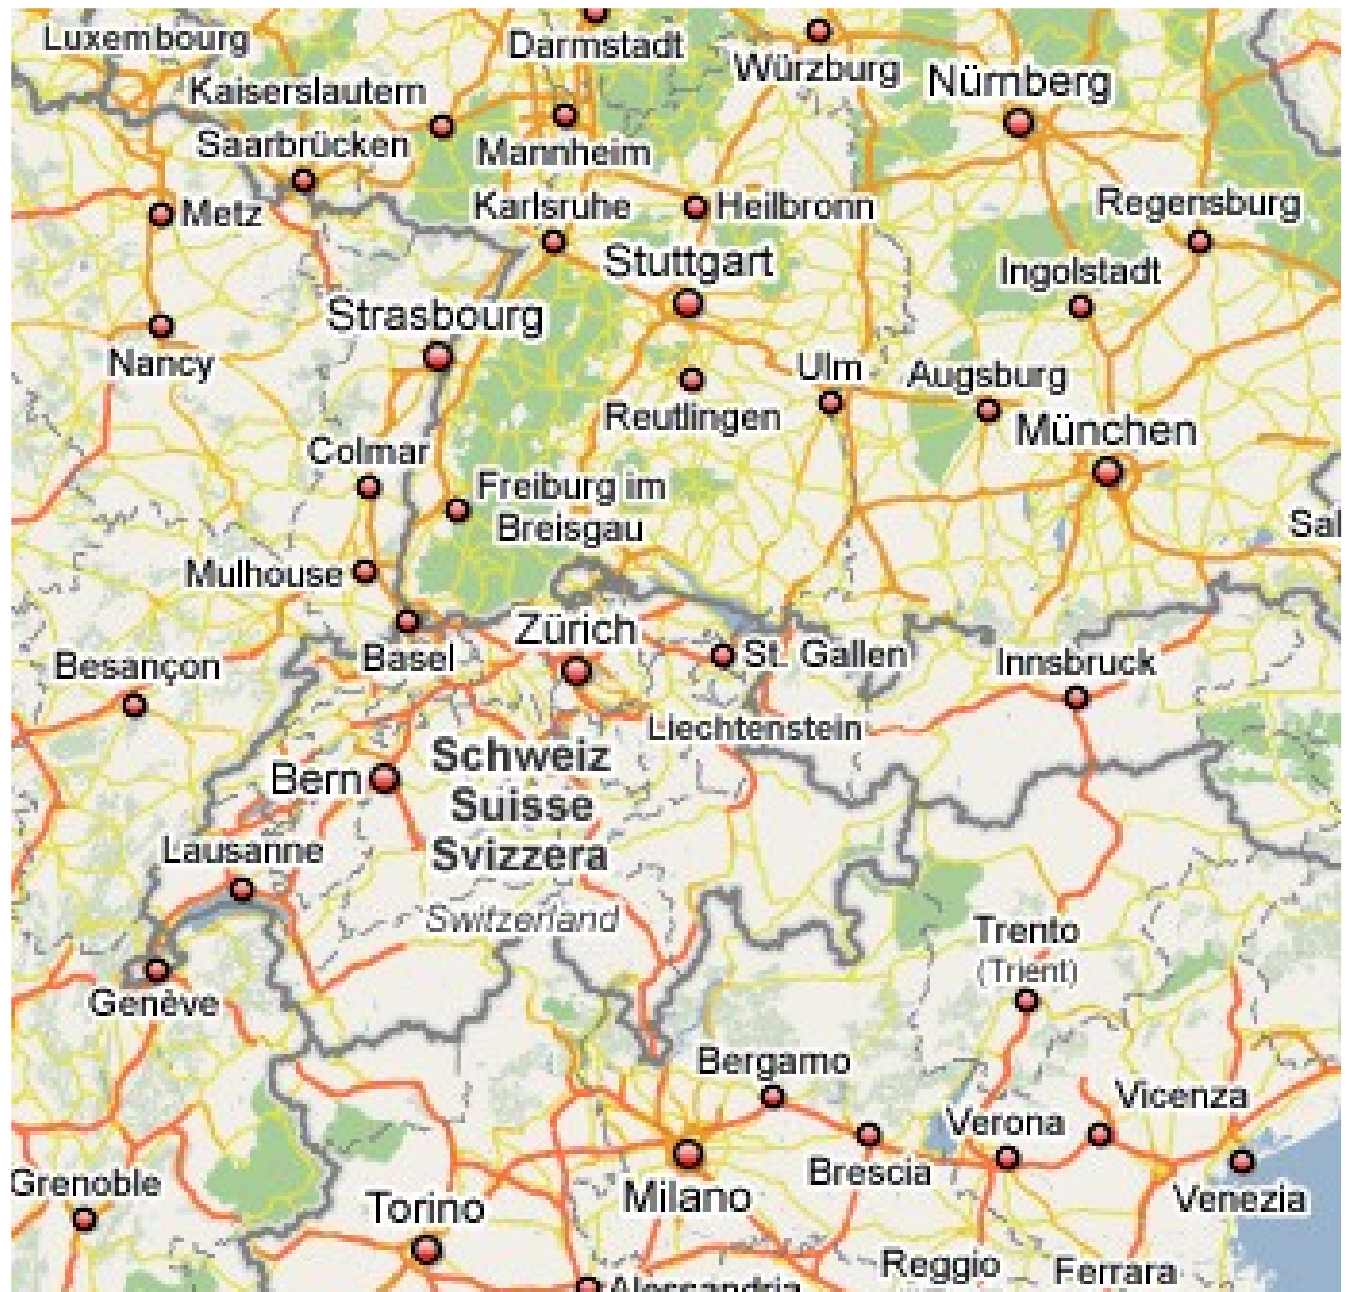 Luxembourg
Darmstadt
Würzburg
Nürnberg
Kaiserslautern
Saarbrücken
Mannheim
Metz
Karlsruhe
Heilbronn
Regensburg
Stuttgart
Ingolstadt
Strasbourg
Nancy
Ulm
Augsburg
Reutlingen
München
Colmar
Freiburg im
Breisgau
Sal
Mulhouse
Zürich
Basel
St. Gallen
Besançon
Innsbruck
Liechtenstein
Schweiz
Bern
Suisse
Lausanne
Svizzera
Switzerland
Trento
(Trient)
Genève
Bergamo
Vicenza
Verona
Brescia
Grenoble
Milano
Venezia
Torino
Reggio
Ferrara
Alessandria